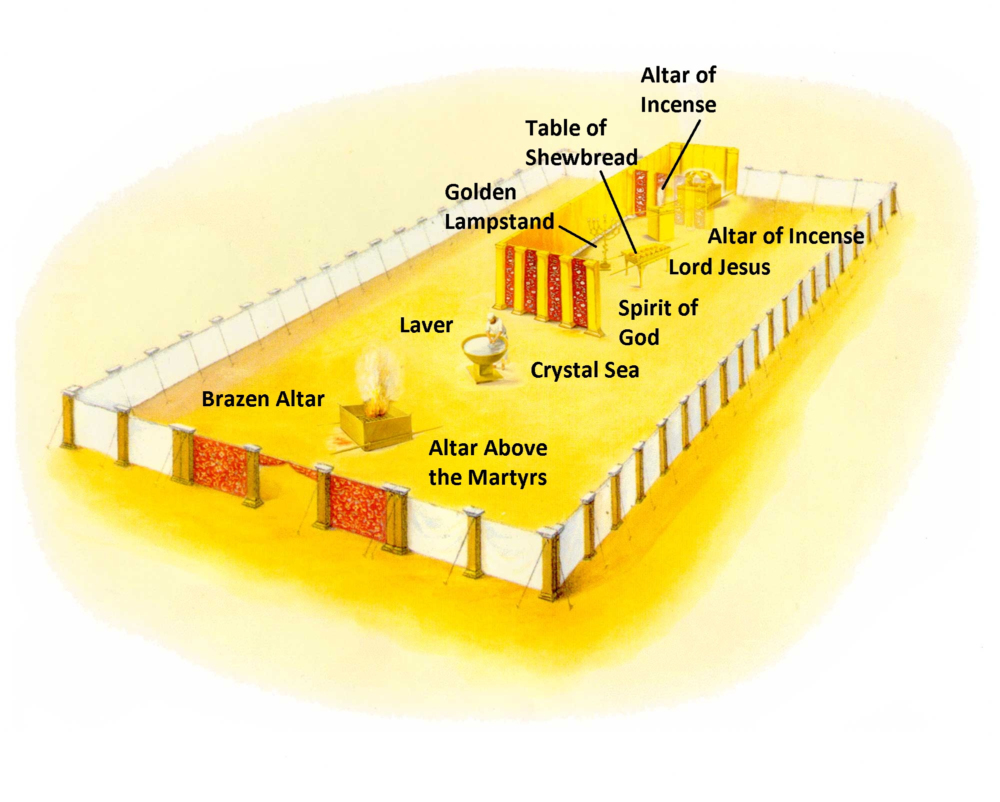 Altar of
Incense
Table of
Shewbread
Golden
Lampstand
Altar of Incense
Lord Jesus
Spirit of
God
Laver
Crystal Sea
Brazen Altar
Altar Above
the Martyrs